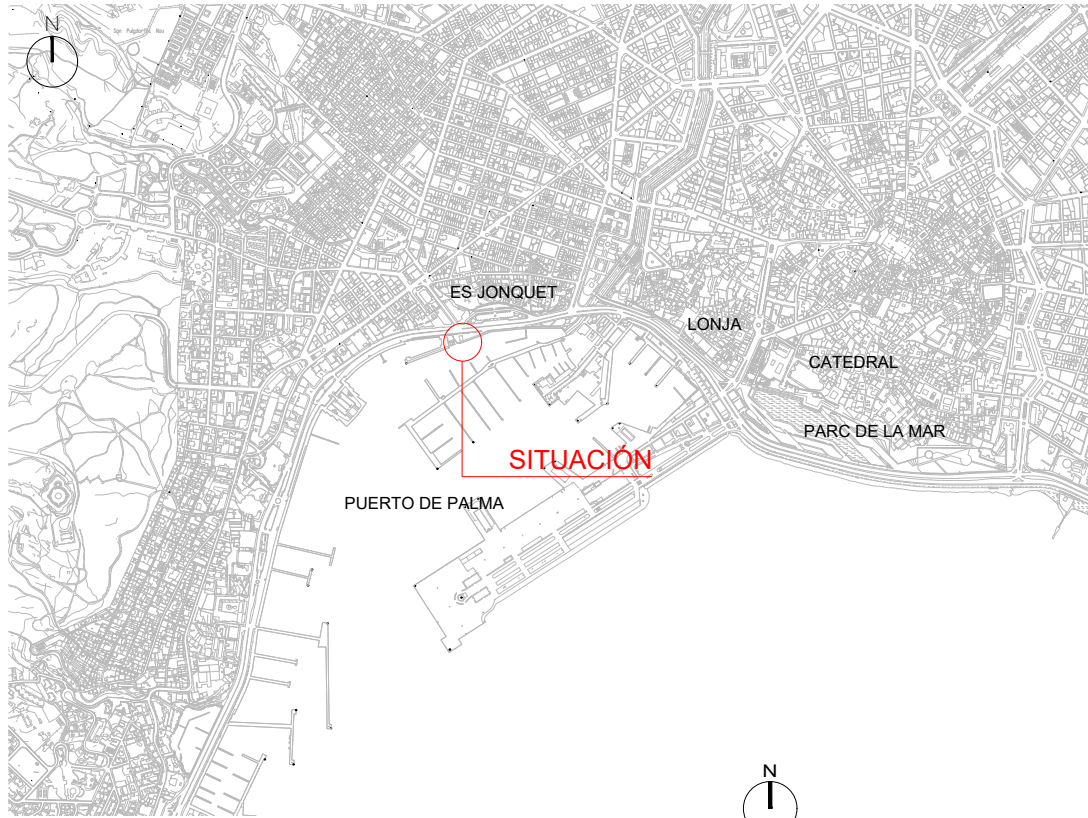 N
ES JONQUET
LONJA
CATEDRAL
PARC DE LA MAR
SITUACIÓN
PUERTO DE PALMA
N